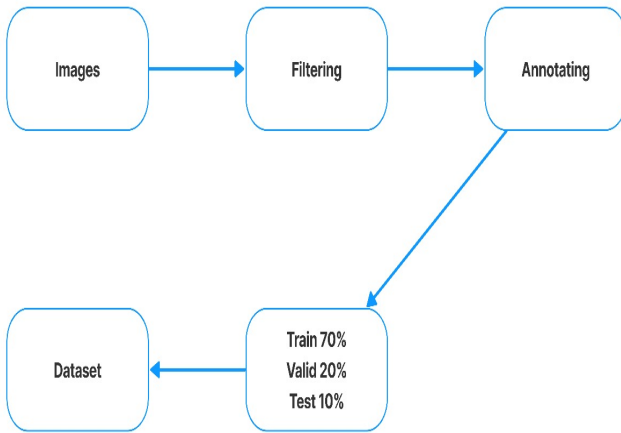 Images
Filtering
Annotating
Train 70%
Valid 20%
Test 10%
Dataset